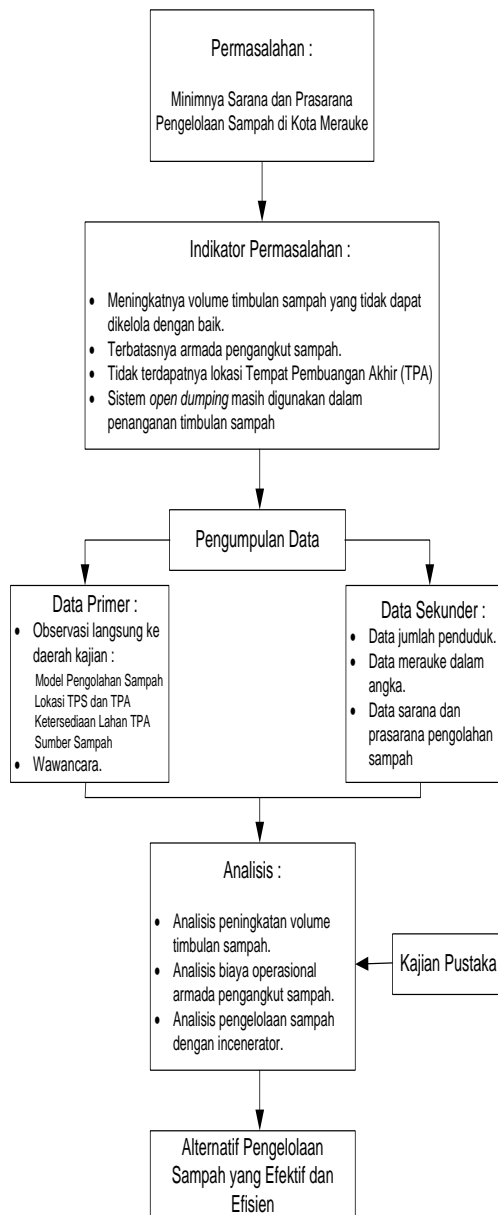 Permasalahan :
Minimnya Sarana dan Prasarana
Pengelolaan Sampah di Kota Merauke
Indikator Permasalahan :
• Meningkatnya volume timbulan sampah yang tidak dapat
dikelola dengan baik.
• Terbatasnya armada pengangkut sampah.
• Tidak terdapatnya lokasi Tempat Pembuangan Akhir (TPA)
• Sistem open dumping masih digunakan dalam
penanganan timbulan sampah
Pengumpulan Data
Data Primer :
• Observasi langsung ke
daerah kajian :
Model Pengolahan Sampah
Lokasi TPS dan TPA
Ketersediaan Lahan TPA
Sumber Sampah
• Wawancara.
Data Sekunder :
• Data jumlah penduduk.
• Data merauke dalam
angka.
• Data sarana dan
prasarana pengolahan
sampah
Analisis :
• Analisis peningkatan volume
timbulan sampah.
• Analisis biaya operasional
armada pengangkut sampah.
• Analisis pengelolaan sampah
dengan incenerator.
Kajian Pustaka
Alternatif Pengelolaan
Sampah yang Efektif dan
Efisien